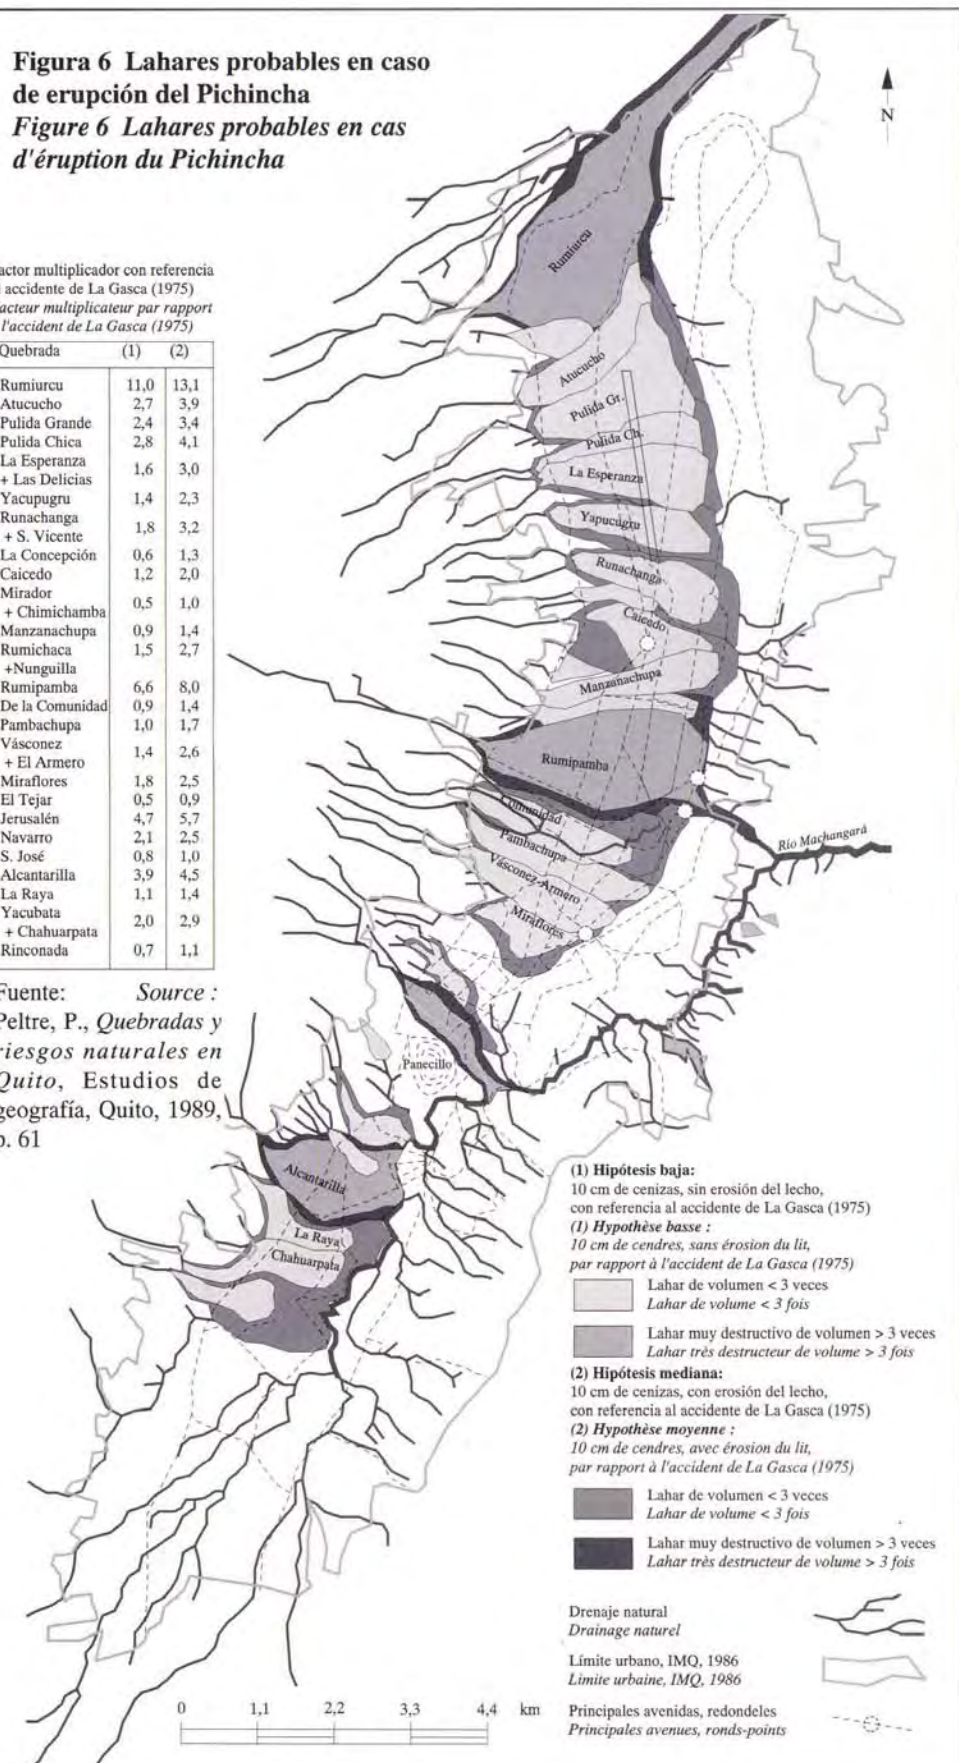 Figura 6 Lahares probables en caso
de erupción del Pichincha
Figure 6 Lahares probables en cas
d'éruption du Pichincha
N
actor multiplicador con referencia
accidente de La Gasca (1975)
acteur multiplicateur par rapport
l'accident de La Gasca (1975)
Quebrada (1) (2)
Rumiurcu 11,0 13,1
Atucucho 2,7 3,9
Pulida Grande 2,4 3,4
Pulida Chica 2,8 4,1
La Esperanza
+ Las Delicias 1,6 3,0
Yacupugru 1,4 2,3
Runachanga
+ S. Vicente 1,8 3,2
La Concepción 0,6 1,3
Caicedo 1,2 2,0
Mirador
+ Chimichamba 0,5 1,0
Manzanachupa 0,9 1,4
Rumichaca 1,5 2,7
+Nunguilla
Rumipamba 6,6 8,0
De la Comunidad 0,9 1,4
Pambachupa 1,0 1,7
Vásconez
+ El Armero 1,4 2,6
Miraflores 1,8 2,5
El Tejar 0,5 0,9
Jerusalén 4,7 5,7
Navarro 2,1 2,5
S. José 0,8 1,0
Alcantarilla 3,9 4,5
La Raya 1,1 1,4
Yacubata
+ Chahuarpata 2,0 2,9
Rinconada 0,7 1,1
Fuente: Source :
Peltre, P., Quebradas y
riesgos naturales en
Quito, Estudios de
geografía, Quito, 1989,
p. 61
Rumiurcu
Atucucho
Pulida Gt.
Pulida Ch.
La Esperanza
Yapucugru
Runachanga
Caicedo
Manzanachupa
Rumipamba
Comunidad
Pambachupa
Vásconez-Armero
Miraflores
Río Machangará
Panecillo
Alcantarilla
La Raya
Chahuarpata
(1) Hipótesis baja:
10 cm de cenizas, sin erosión del lecho,
con referencia al accidente de La Gasca (1975)
(1) Hypothèse basse :
10 cm de cendres, sans érosion du lit,
par rapport à l'accident de La Gasca (1975)
Lahar de volumen < 3 veces
Lahar de volume < 3 fois
Lahar muy destructivo de volumen > 3 veces
Lahar très destructeur de volume > 3 fois
(2) Hipótesis mediana:
10 cm de cenizas, con erosión del lecho,
con referencia al accidente de La Gasca (1975)
(2) Hypothèse moyenne :
10 cm de cendres, avec érosion du lit,
par rapport à l'accident de La Gasca (1975)
Lahar de volumen < 3 veces
Lahar de volume < 3 fois
Lahar muy destructivo de volumen > 3 veces
Lahar très destructeur de volume > 3 fois
Drenaje natural
Drainage naturel
Límite urbano, IMQ, 1986
Limite urbaine, IMQ, 1986
Principales avenidas, redondeles
Principales avenues, ronds-points
0 1,1 2,2 3,3 4,4 km